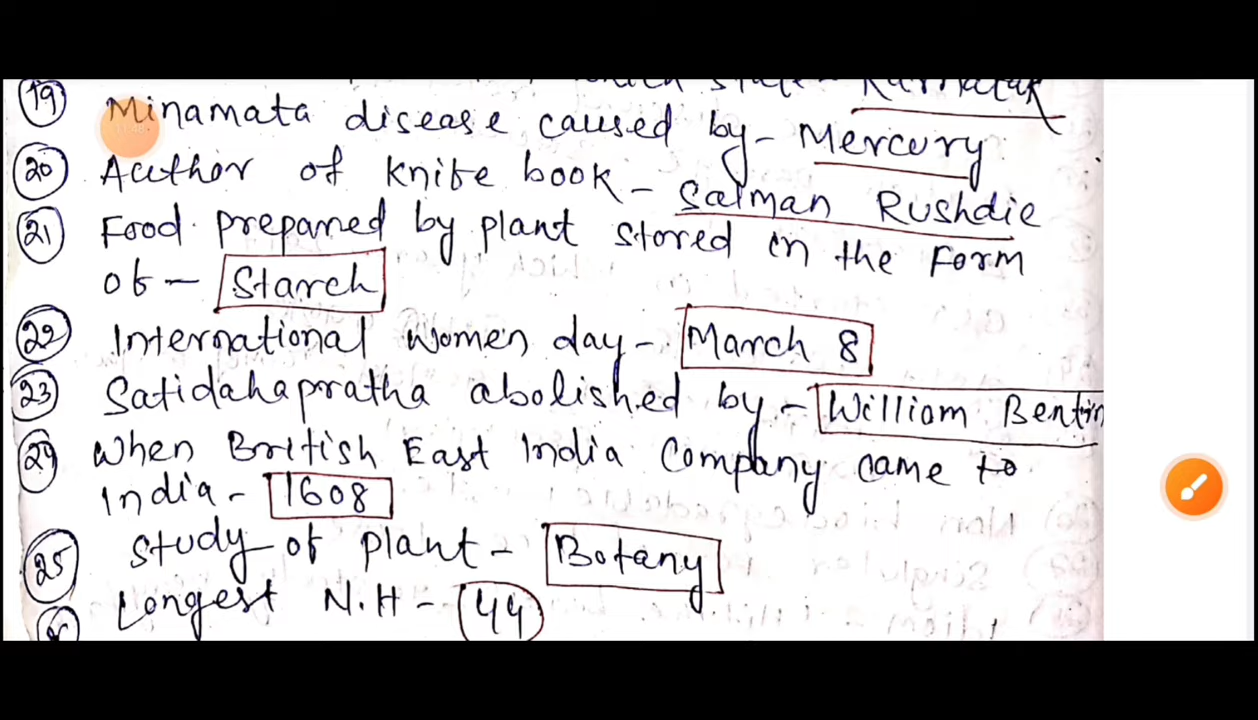 Karnatak
19 Minamata disease caused by - Mercury
20 Author of Knife book - Salman Rushdie
21 Food prepared by plant stored in the Form
of - Starch
22 International Women day - March 8
23 Satidahapratha abolished by - William Bentin
24 When British East India Company came to
India - 1608
25 Study of plant - Botany
Longest N.H - 44